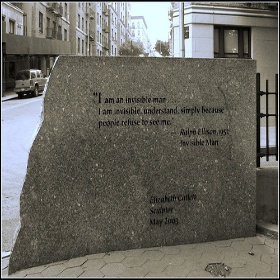 "I am an invisible man .....
I am invisible, understand, simply because
people refuse to see me."
Ralph Ellison, 1952
Invisible Man
Elizabeth Catlett
Sculptor
May 2003